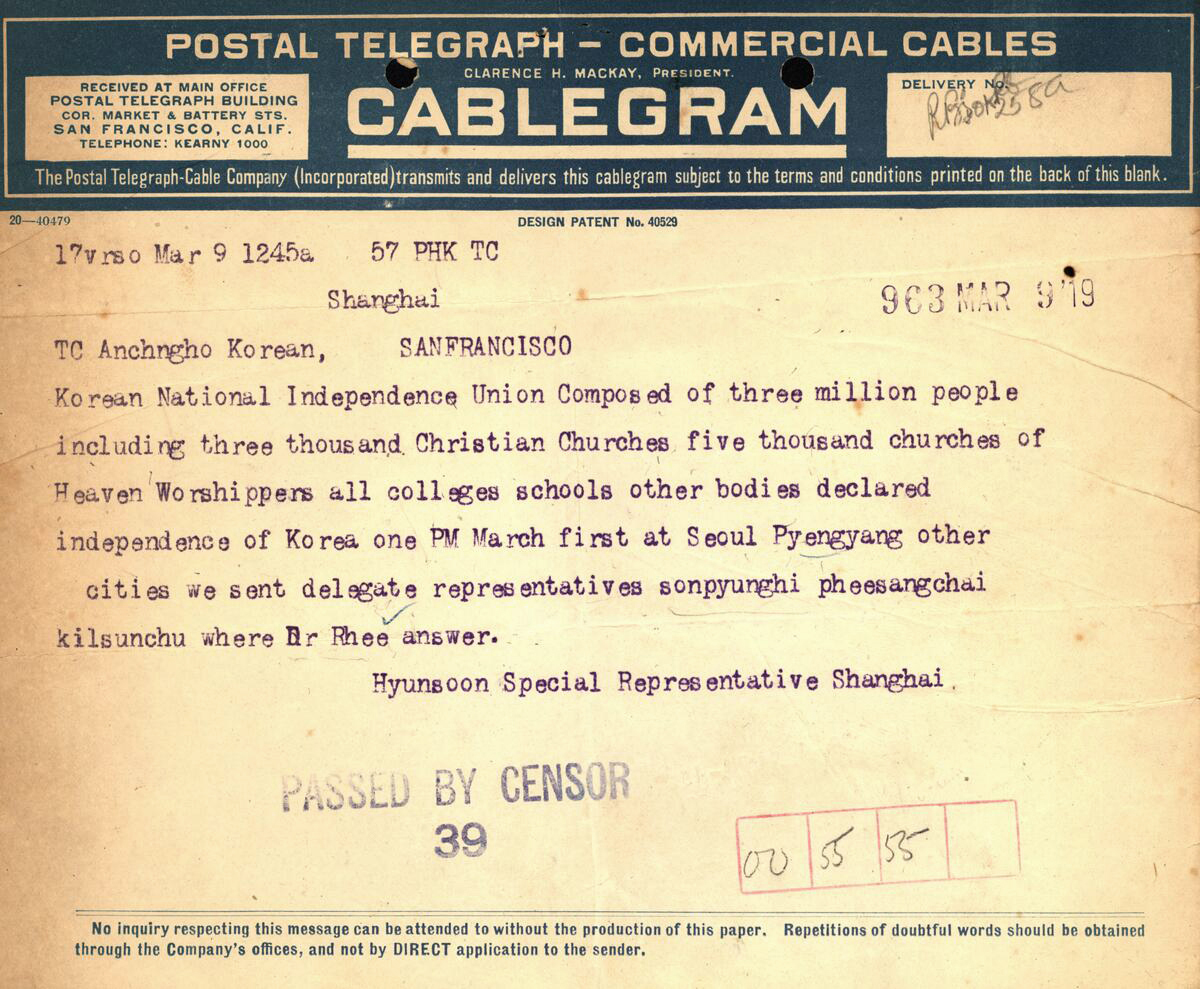 POSTAL TELEGRAPH – COMMERCIAL CABLES
CLARENCE H. MACKAY, PRESIDENT.
RECEIVED AT MAIN OFFICE
POSTAL TELEGRAPH BUILDING
COR. MARKET & BATTERY STS.
SAN FRANCISCO, CALIF.
TELEPHONE: KEARNY 1000
CABLEGRAM
DELIVERY No.
The Postal Telegraph-Cable Company (Incorporated) transmits and delivers this cablegram subject to the terms and conditions printed on the back of this blank.
20—40479
DESIGN PATENT No. 40529
17vrso Mar 9 1245a 57 PHK TC
Shanghai
963 MAR 9'19
TC Anchngho Korean, SANFRANCISCO
Korean National Independence Union Composed of three million people
including three thousand Christian Churches five thousand churches of
Heaven Worshippers all colleges schools other bodies declared
independence of Korea one PM March first at Seoul Pyengyang other
cities we sent delegate representatives sonpyunghi pheesangchai
kilsunchu where Dr Rhee answer.
Hyunsoon Special Representative Shanghai
PASSED BY CENSOR
39
00 55 55
No inquiry respecting this message can be attended to without the production of this paper. Repetitions of doubtful words should be obtained
through the Company's offices, and not by DIRECT application to the sender.